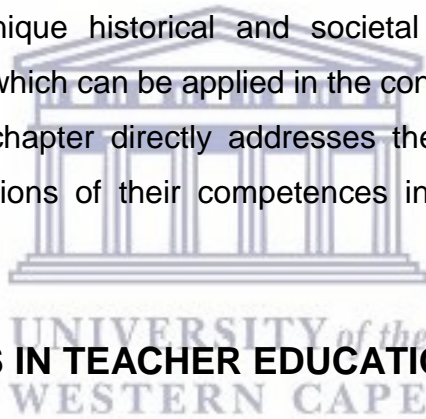 nique historical and societal
which can be applied in the con
chapter directly addresses the
ions of their competences in
UNIVERSITY of the
S IN TEACHER EDUCATIO
WESTERN CAPE